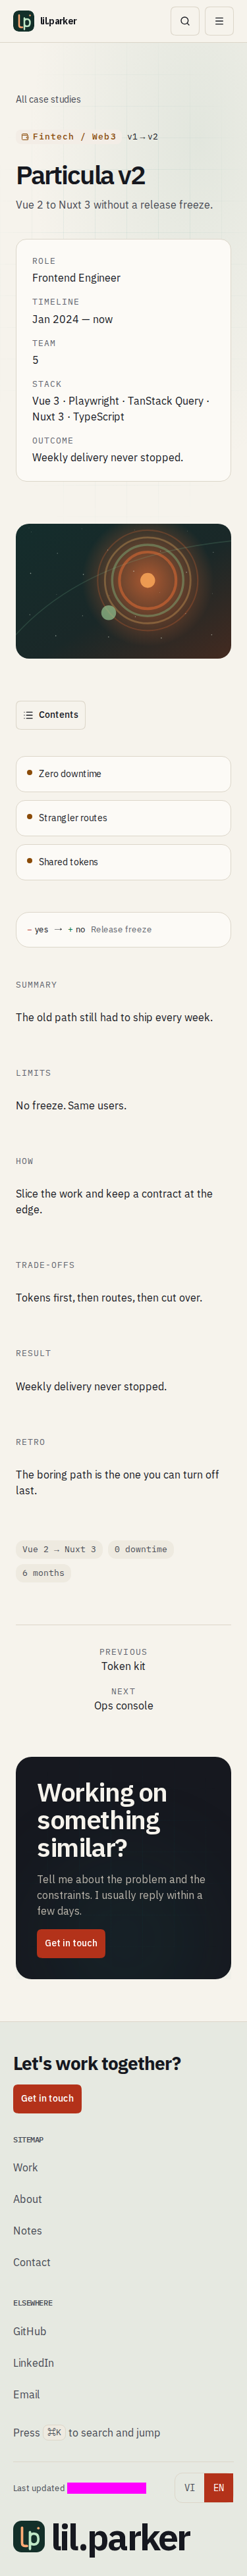 lp lil.parker
All case studies
Fintech / Web3 v1→v2
Particula v2
Vue 2 to Nuxt 3 without a release freeze.
ROLE
Frontend Engineer
TIMELINE
Jan 2024 — now
TEAM
5
STACK
Vue 3 · Playwright · TanStack Query ·
Nuxt 3 · TypeScript
OUTCOME
Weekly delivery never stopped.
Contents
Zero downtime
Strangler routes
Shared tokens
− yes → + no Release freeze
SUMMARY
The old path still had to ship every week.
LIMITS
No freeze. Same users.
HOW
Slice the work and keep a contract at the
edge.
TRADE-OFFS
Tokens first, then routes, then cut over.
RESULT
Weekly delivery never stopped.
RETRO
The boring path is the one you can turn off
last.
Vue 2 → Nuxt 3 0 downtime
6 months
PREVIOUS
Token kit
NEXT
Ops console
Working on
something
similar?
Tell me about the problem and the
constraints. I usually reply within a
few days.
Get in touch
Let's work together?
Get in touch
SITEMAP
Work
About
Notes
Contact
ELSEWHERE
GitHub
LinkedIn
Email
Press ⌘K to search and jump
Last updated
VI EN
lp lil.parker